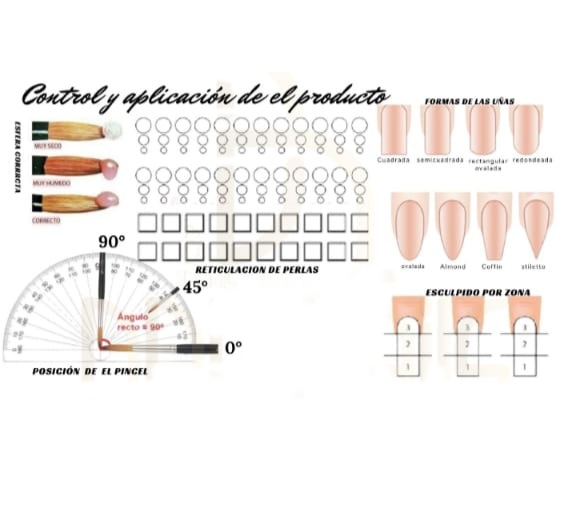 Control y aplicación de el producto
FORMAS DE LAS UÑAS
ESFERA CORRRCTA
MUY SECO
MUY HUMEDO
CORRECTO
Cuadrada semicuadrada rectangular ovalada redondeada
ovalada Almond Coffin stiletto
RETICULACION DE PERLAS
90°
45°
0°
Ángulo
recto = 90°
POSICIÓN DE EL PINCEL
ESCULPIDO POR ZONA
3 3 3
2 2 2
1 1 1